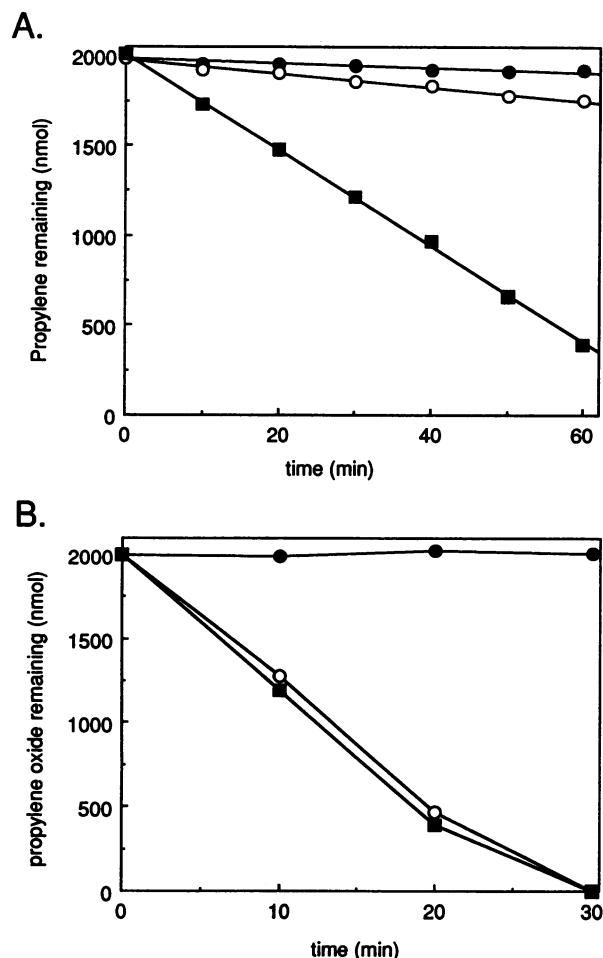 A.
2000
1500
1000
500
0
Propylene remaining (nmol)
0 20 40 60
time (min)
B.
2000
1500
1000
500
0
propylene oxide remaining (nmol)
0 10 20 30
time (min)